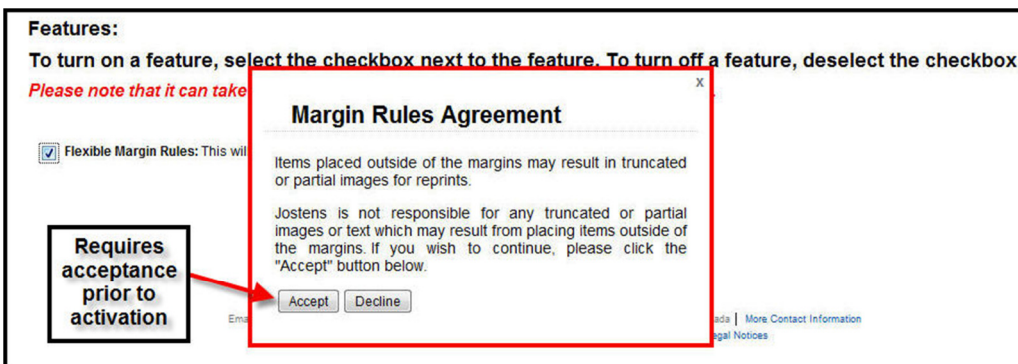 Features:
To turn on a feature, select the checkbox next to the feature. To turn off a feature, deselect the checkbox
Please note that it can take
x
Margin Rules Agreement
Flexible Margin Rules: This wil
Items placed outside of the margins may result in truncated
or partial images for reprints.
Jostens is not responsible for any truncated or partial
images or text which may result from placing items outside of
the margins. If you wish to continue, please click the
"Accept" button below.
Requires
acceptance
prior to
activation
Accept Decline
Ema
ada | More Contact Information
egal Notices